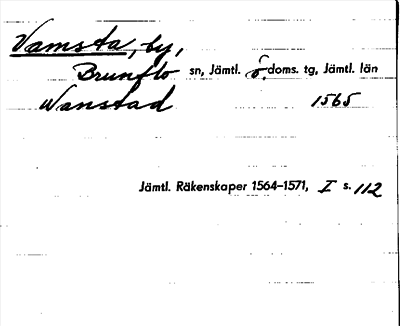 Vamsta, by,
Brunflo sn, Jämtl. ö. doms. tg, Jämtl. län
Wanstad 1565
Jämtl. Räkenskaper 1564-1571, I s. 112